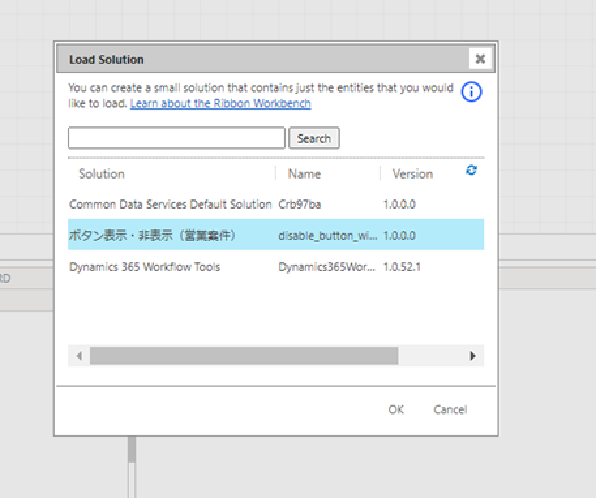 Load Solution
You can create a small solution that contains just the entities that you would
like to load. Learn about the Ribbon Workbench
Search
Solution Name Version
Common Data Services Default Solution Crb97ba 1.0.0.0
ボタン表示・非表示（営業案件） disable_button_wi... 1.0.0.0
Dynamics 365 Workflow Tools Dynamics365Wor... 1.0.52.1
RD
OK Cancel